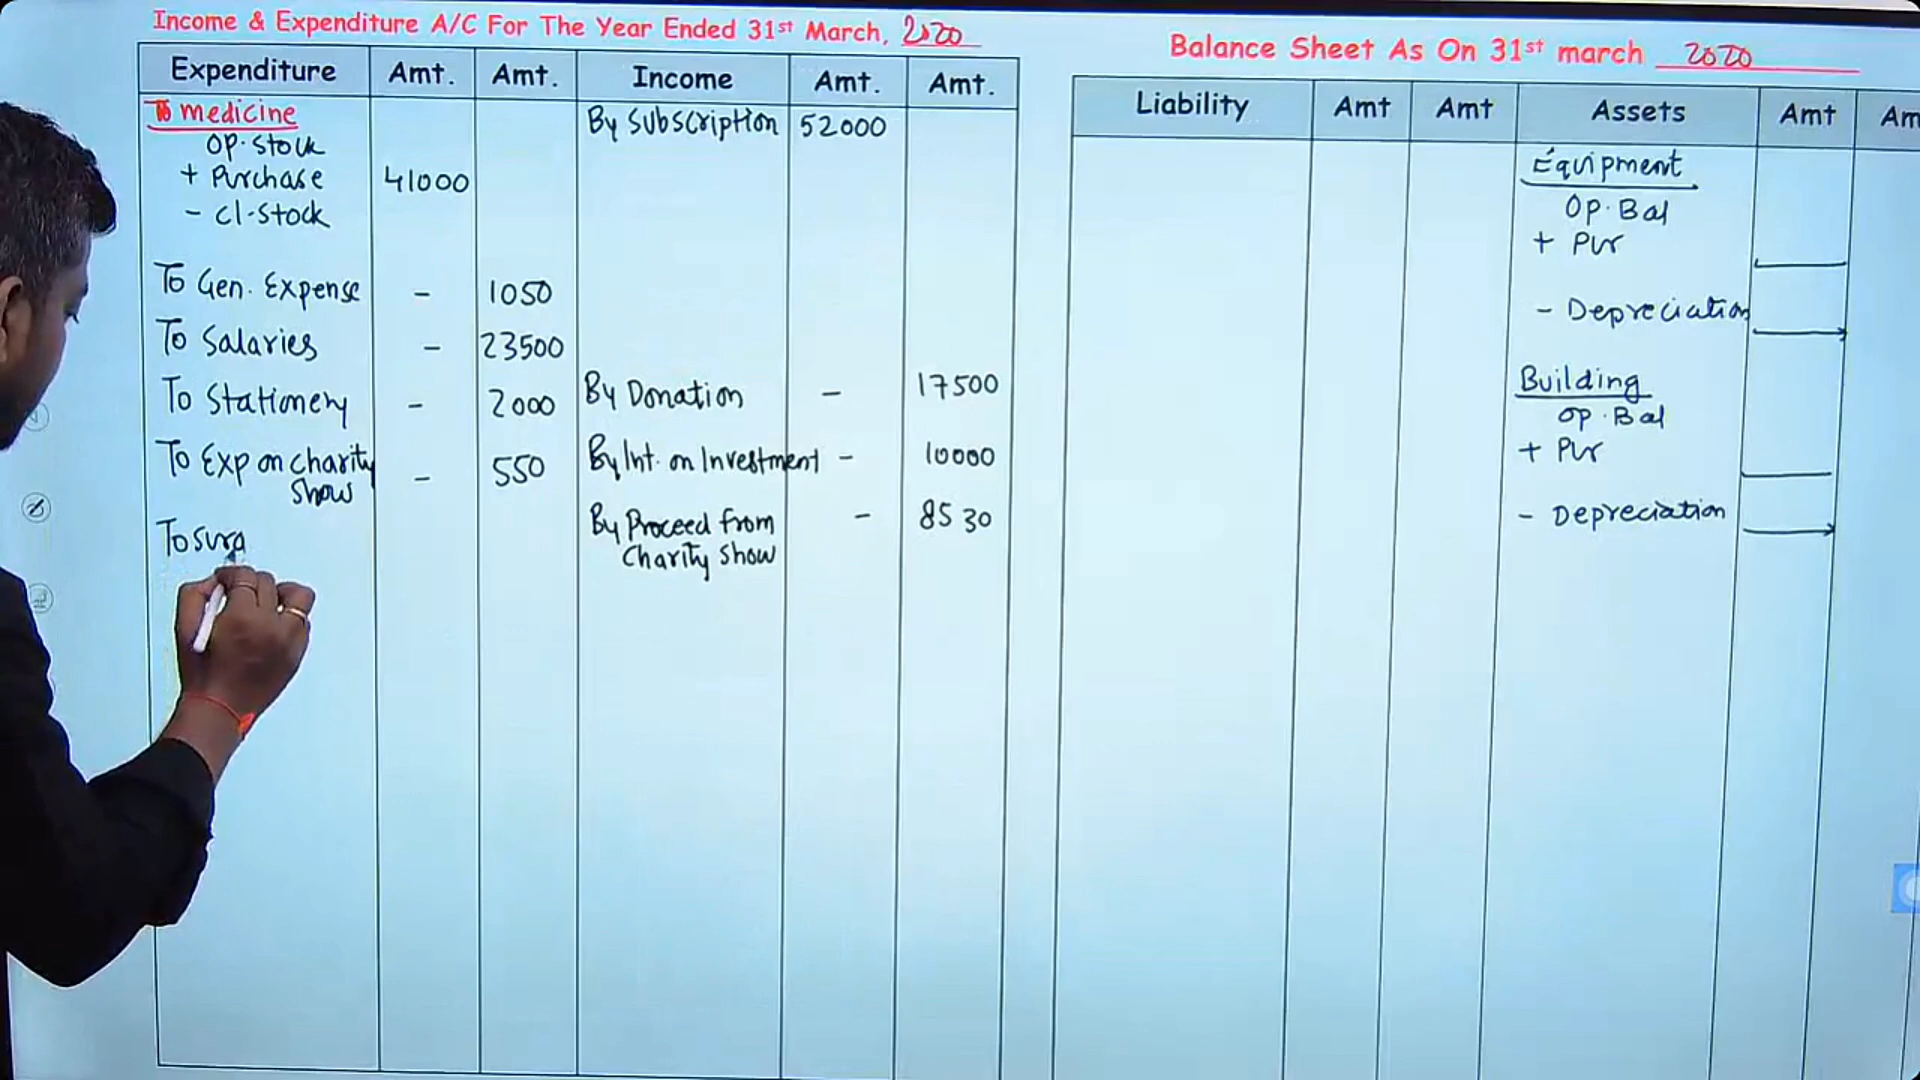 Income & Expenditure A/C For The Year Ended 31st March, 2020
Expenditure Amt. Amt. Income Amt. Amt.
To medicine By Subscription 52000
Op. Stock
+ Purchase 41000
- Cl. Stock
To Gen. Expense - 1050
To Salaries - 23500
To Stationery - 2000 By Donation - 17500
To Exp on charity Show - 550 By Int. on Investment - 10000
To Sura By Proceed from - 8530
Charity Show
Balance Sheet As On 31st march 2020
Liability Amt Amt Assets Amt Am
Equipment
Op. Bal
+ Pur
- Depreciation
Building
Op. Bal
+ Pur
- Depreciation